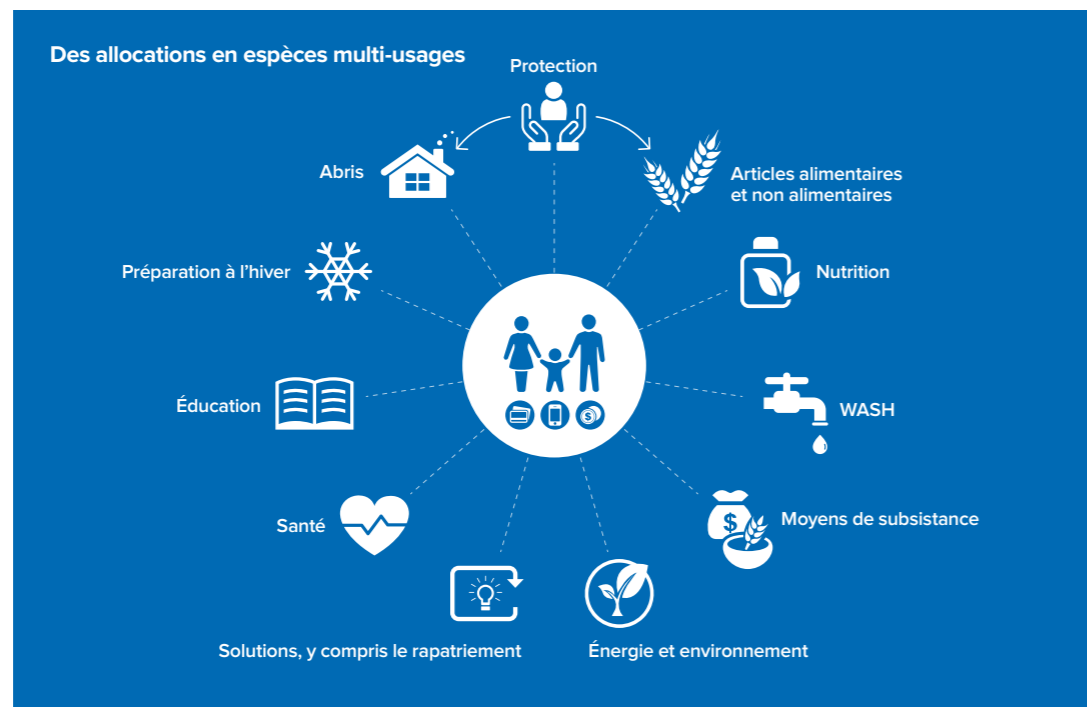 Des allocations en espèces multi-usages
Protection
Abris
Articles alimentaires
et non alimentaires
Préparation à l’hiver
Nutrition
Éducation
WASH
Santé
$
Moyens de subsistance
$
Solutions, y compris le rapatriement
Énergie et environnement